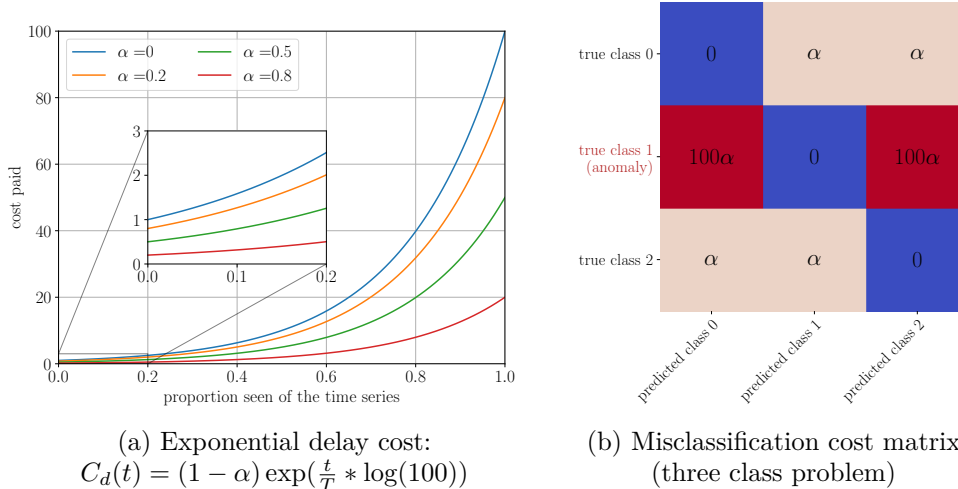 100
80
60
40
20
0
cost paid
α =0
α =0.2
α =0.5
α =0.8
3
2
1
0
0.0 0.1 0.2
0.0 0.2 0.4 0.6 0.8 1.0
proportion seen of the time series
(a) Exponential delay cost:
C_d(t) = (1 − α) exp(t/T * log(100))
true class 0
0 α α
true class 1
(anomaly)
100α 0 100α
true class 2
α α 0
predicted class 0
predicted class 1
predicted class 2
(b) Misclassification cost matrix
(three class problem)